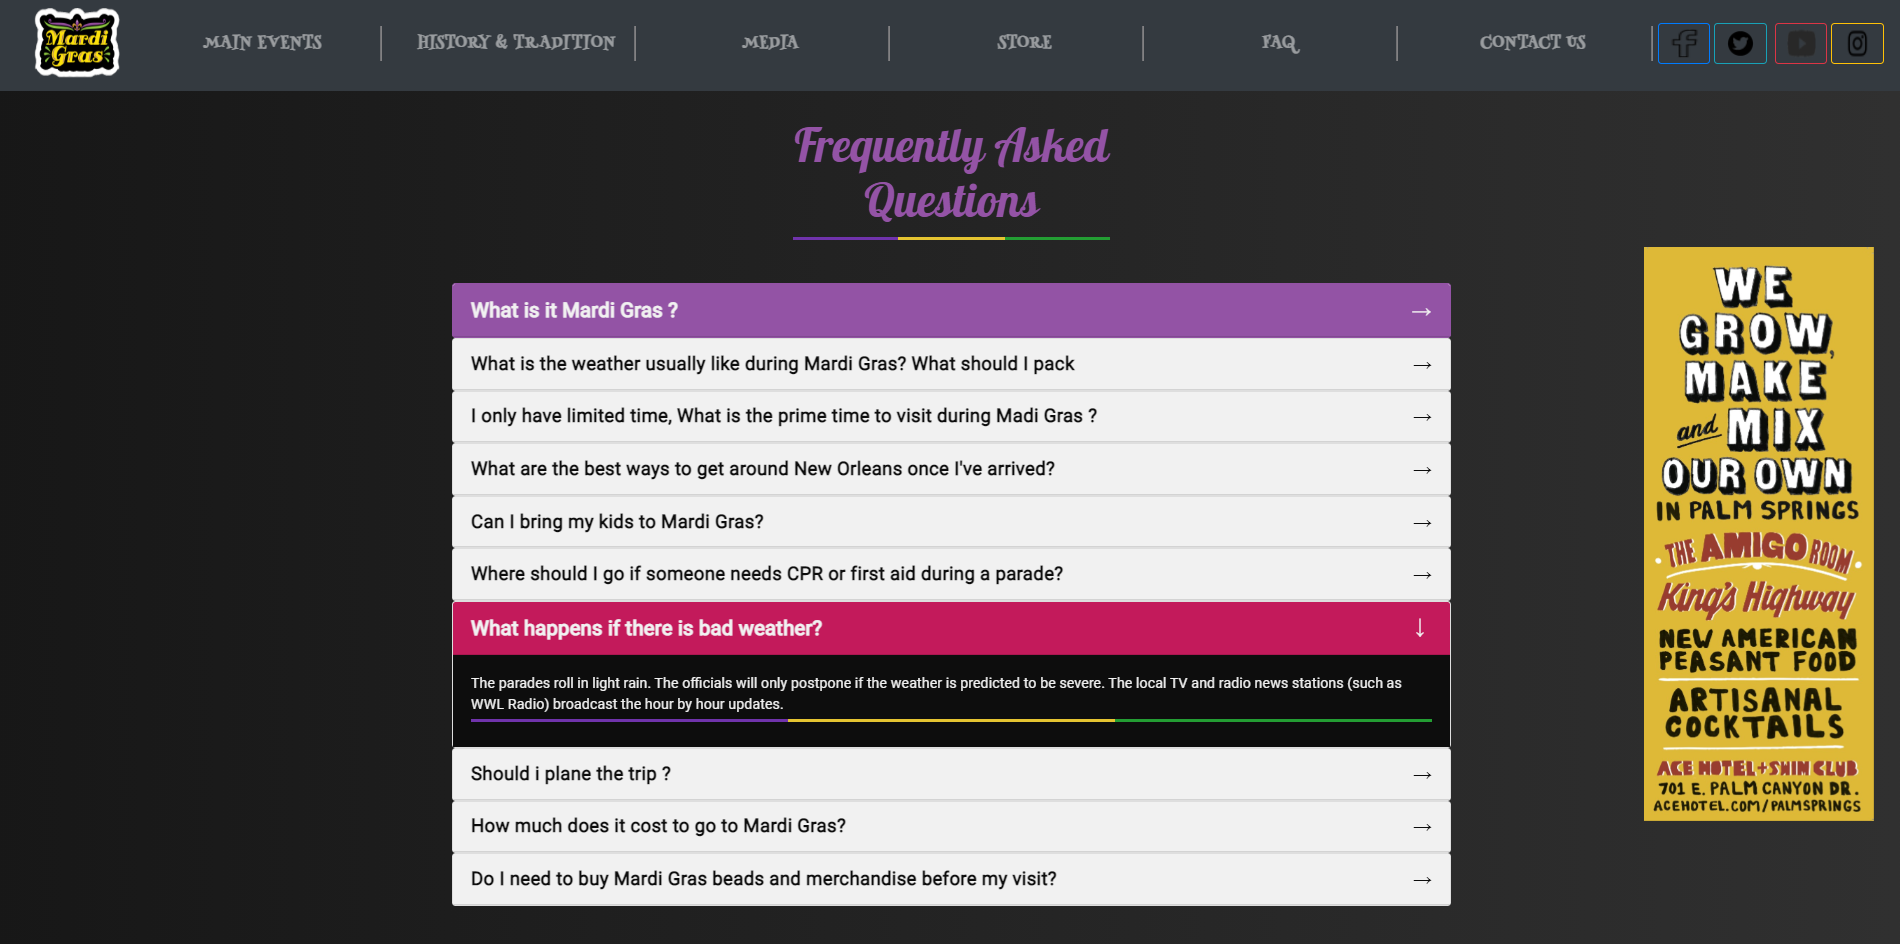 Mardi
Gras
MAIN EVENTS
HISTORY & TRADITION
MEDIA
STORE
FAQ
CONTACT US
Frequently Asked
Questions
What is it Mardi Gras ? →
What is the weather usually like during Mardi Gras? What should I pack →
I only have limited time, What is the prime time to visit during Madi Gras ? →
What are the best ways to get around New Orleans once I've arrived? →
Can I bring my kids to Mardi Gras? →
Where should I go if someone needs CPR or first aid during a parade? →
What happens if there is bad weather? ↓
The parades roll in light rain. The officials will only postpone if the weather is predicted to be severe. The local TV and radio news stations (such as
WWL Radio) broadcast the hour by hour updates.
Should i plane the trip ? →
How much does it cost to go to Mardi Gras? →
Do I need to buy Mardi Gras beads and merchandise before my visit? →
WE
GROW,
MAKE
and MIX
OUR OWN
IN PALM SPRINGS
THE AMIGO ROOM
King's Highway
NEW AMERICAN
PEASANT FOOD
ARTISANAL
COCKTAILS
ACE HOTEL + SWIM CLUB
701 E. PALM CANYON DR.
ACEHOTEL.COM/PALMSPRINGS